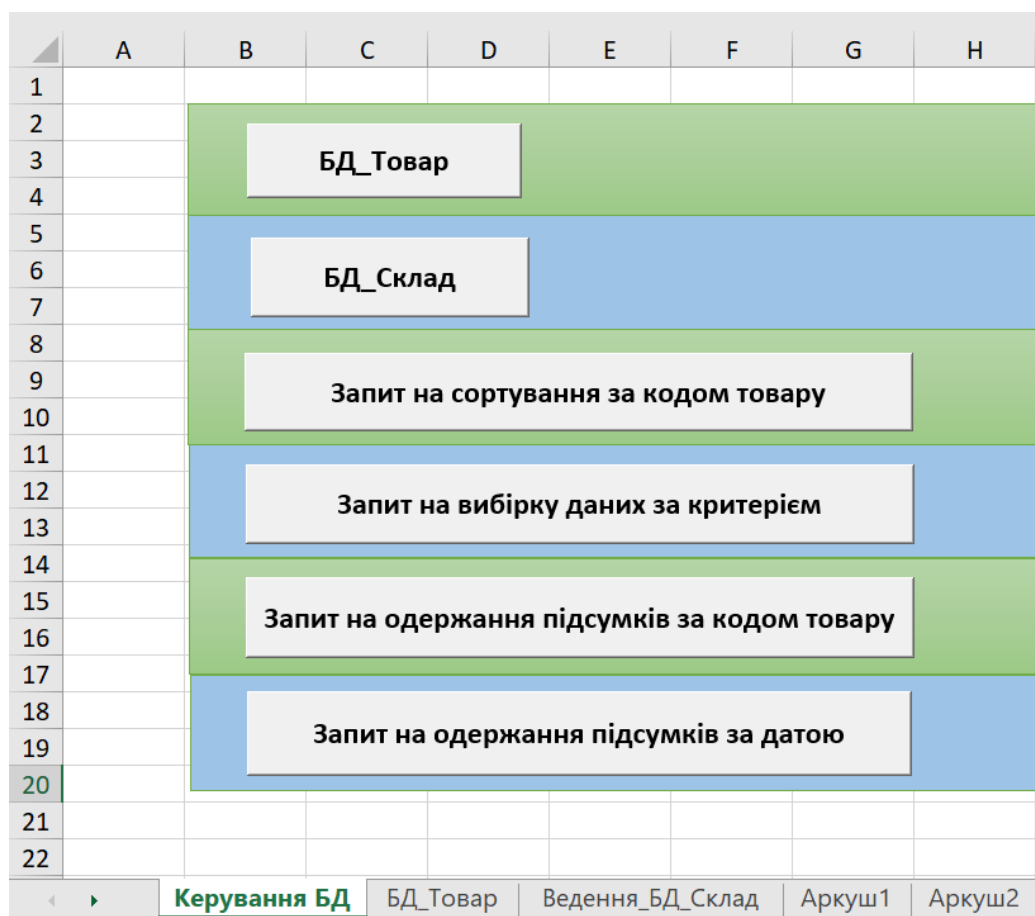 A B C D E F G H
1
2
3 БД_Товар
4
5
6 БД_Склад
7
8
9 Запит на сортування за кодом товару
10
11
12 Запит на вибірку даних за критерієм
13
14
15 Запит на одержання підсумків за кодом товару
16
17
18
19 Запит на одержання підсумків за датою
20
21
22
Керування БД БД_Товар Ведення_БД_Склад Аркуш1 Аркуш2